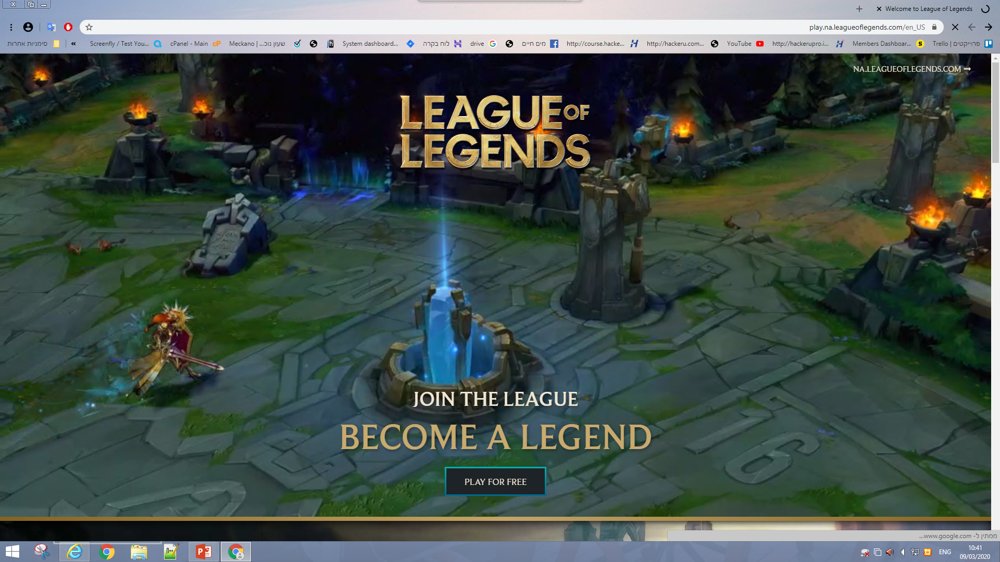 Welcome to League of Legends
play.na.leagueoflegends.com/en_US
Trello | פרוייקטים
Members Dashboar...
http://hackerupro.i...
YouTube
http://hackeru.com...
http://course.hacke...
מים חיים
drive
לוח בקרה
System dashboard...
Meckano | שעון נוכ...
cPanel - Main
Screenfly / Test You...
סימניות אחרות
NA.LEAGUEOFLEGENDS.COM
LEAGUE OF
LEGENDS
JOIN THE LEAGUE
BECOME A LEGEND
PLAY FOR FREE
ממתין ל- www.google.com...
ENG
10:41
09/03/2020